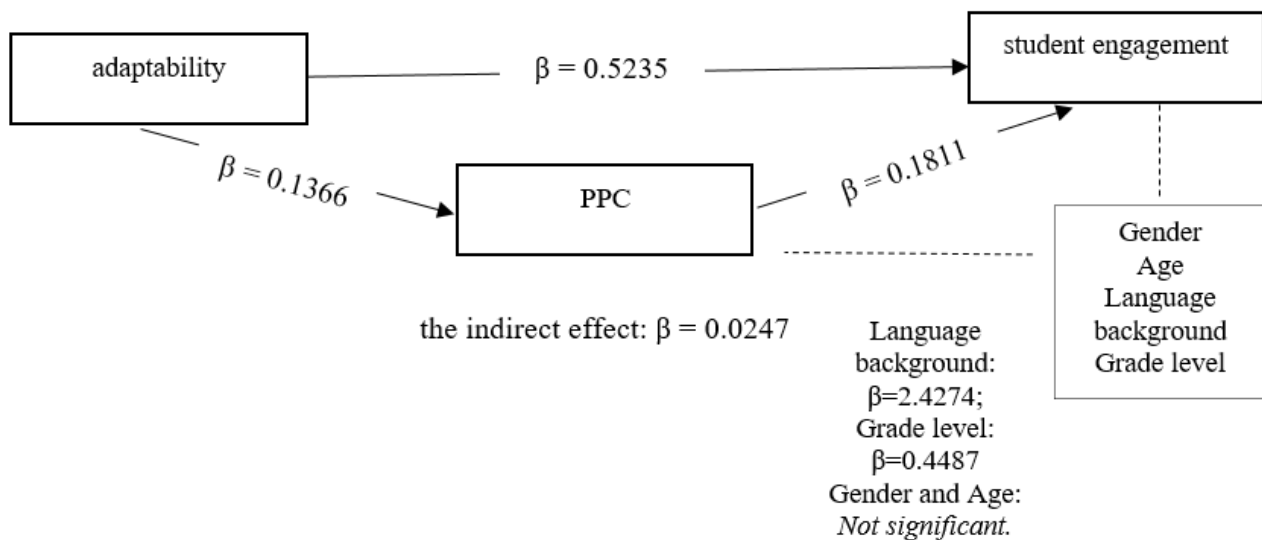 adaptability
student engagement
β = 0.5235
β = 0.1366
β = 0.1811
PPC
the indirect effect: β = 0.0247
Gender
Age
Language
background
Grade level
Language
background:
β=2.4274;
Grade level:
β=0.4487
Gender and Age:
Not significant.